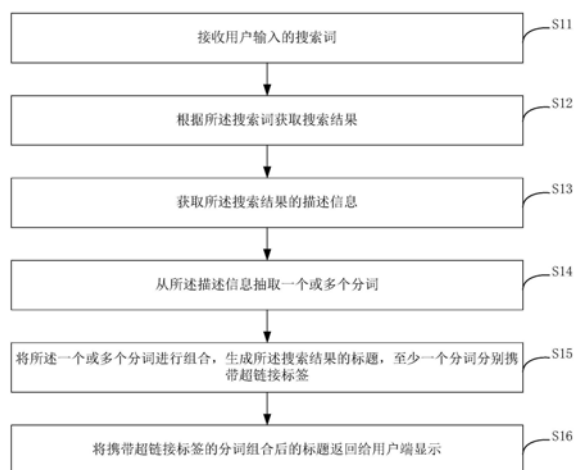 接收用户输入的搜索词
S11
根据所述搜索词获取搜索结果
S12
获取所述搜索结果的描述信息
S13
从所述描述信息抽取一个或多个分词
S14
将所述一个或多个分词进行组合，生成所述搜索结果的标题，至少一个分词分别携
带超链接标签
S15
将携带超链接标签的分词组合后的标题返回给用户端显示
S16